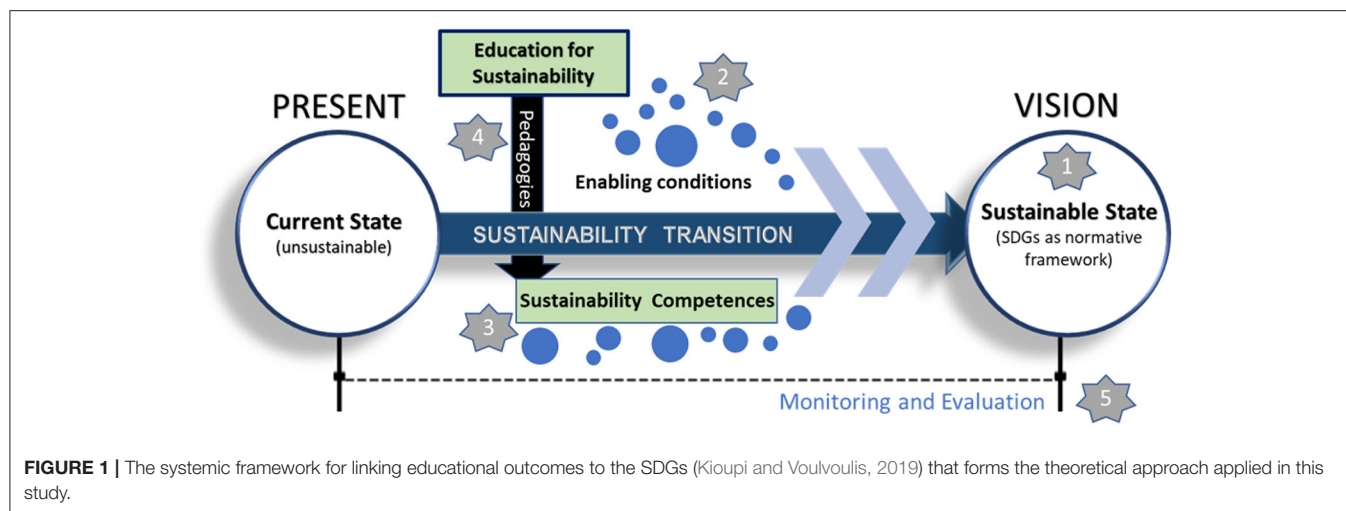 Education for
Sustainability
2
PRESENT
VISION
4
Pedagogies
1
Enabling conditions
Current State
(unsustainable)
Sustainable State
(SDGs as normative
framework)
SUSTAINABILITY TRANSITION
Sustainability Competences
3
Monitoring and Evaluation
5
FIGURE 1 | The systemic framework for linking educational outcomes to the SDGs (Kioupi and Voulvoulis, 2019) that forms the theoretical approach applied in this
study.